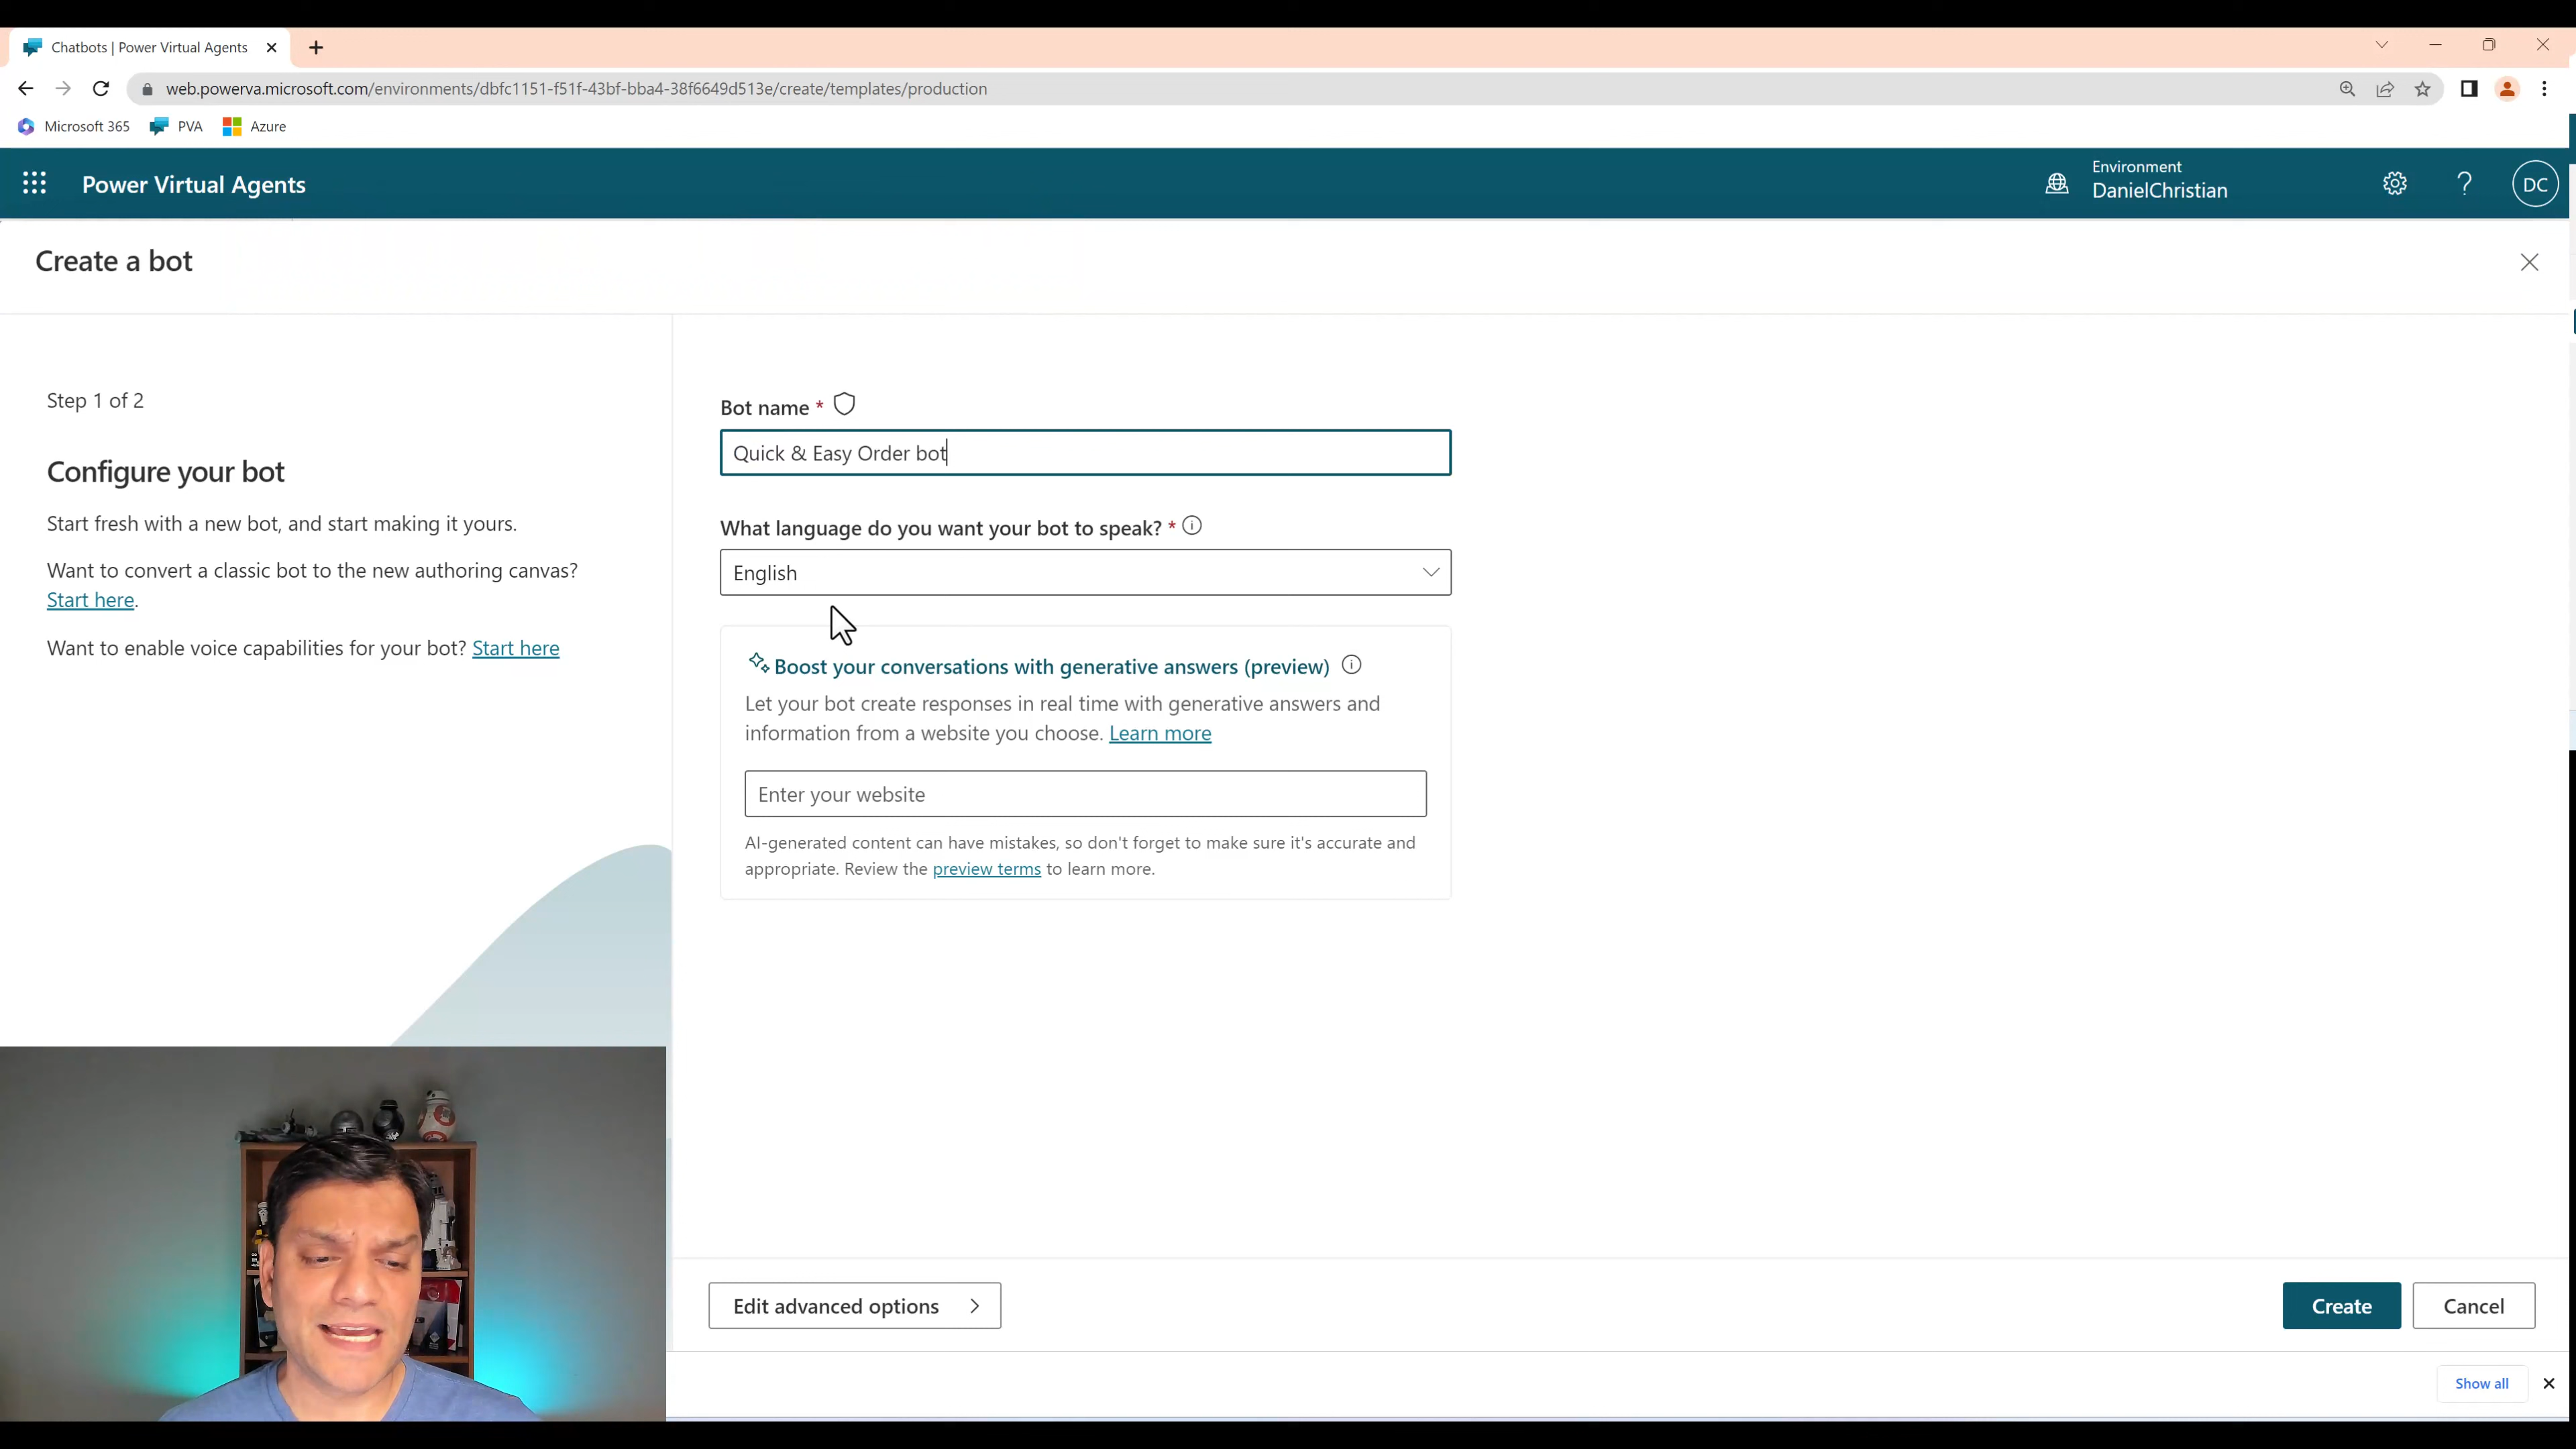 Chatbots | Power Virtual Agents
web.powerva.microsoft.com/environments/dbfc1151-f51f-43bf-bba4-38f6649d513e/create/templates/production
Microsoft 365 PVA Azure
Power Virtual Agents
Environment
DanielChristian
DC
Create a bot
Step 1 of 2
Configure your bot
Start fresh with a new bot, and start making it yours.
Want to convert a classic bot to the new authoring canvas?
Start here.
Want to enable voice capabilities for your bot? Start here
Bot name *
Quick & Easy Order bot
What language do you want your bot to speak? *
English
Boost your conversations with generative answers (preview)
Let your bot create responses in real time with generative answers and
information from a website you choose. Learn more
Enter your website
AI-generated content can have mistakes, so don't forget to make sure it's accurate and
appropriate. Review the preview terms to learn more.
Edit advanced options
Create Cancel
Show all